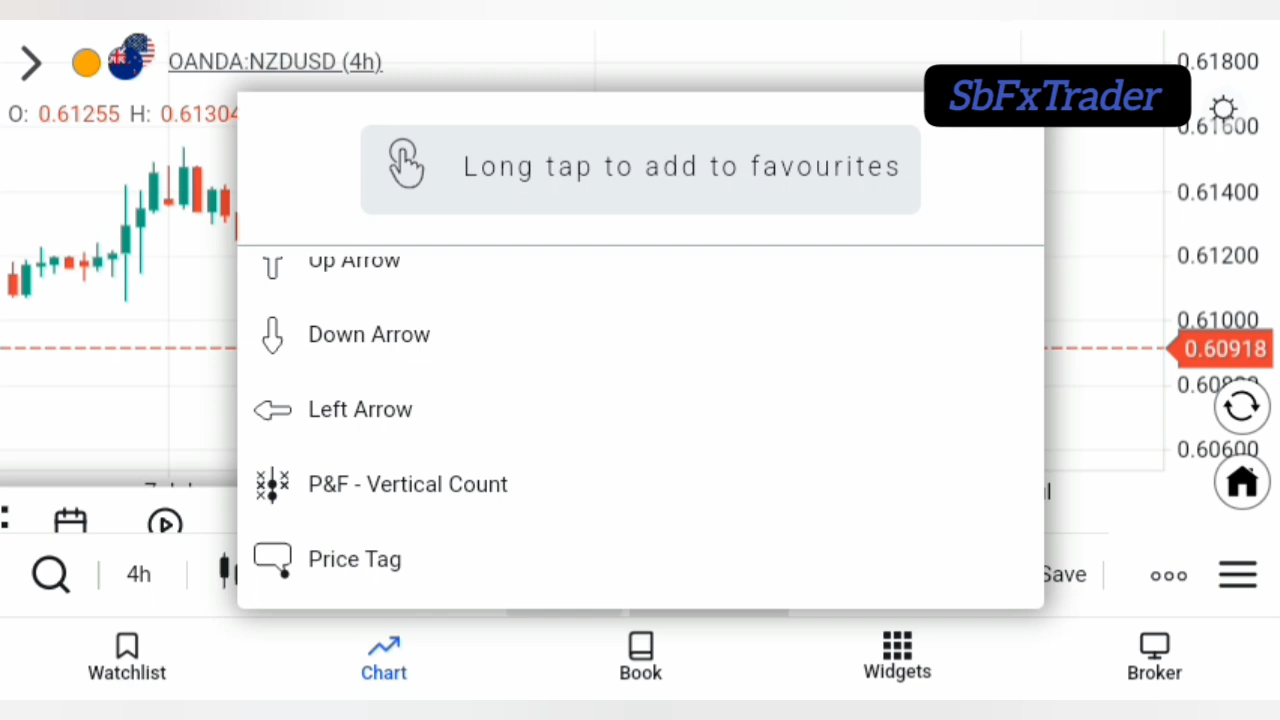 OANDA:NZDUSD (4h)
SbFxTrader
0.61800
O: 0.61255 H: 0.61304
0.61600
Long tap to add to favourites
0.61400
Up Arrow
0.61200
Down Arrow
0.61000
0.60918
Left Arrow
0.60600
P&F - Vertical Count
Price Tag
4h
Save
Watchlist
Chart
Book
Widgets
Broker